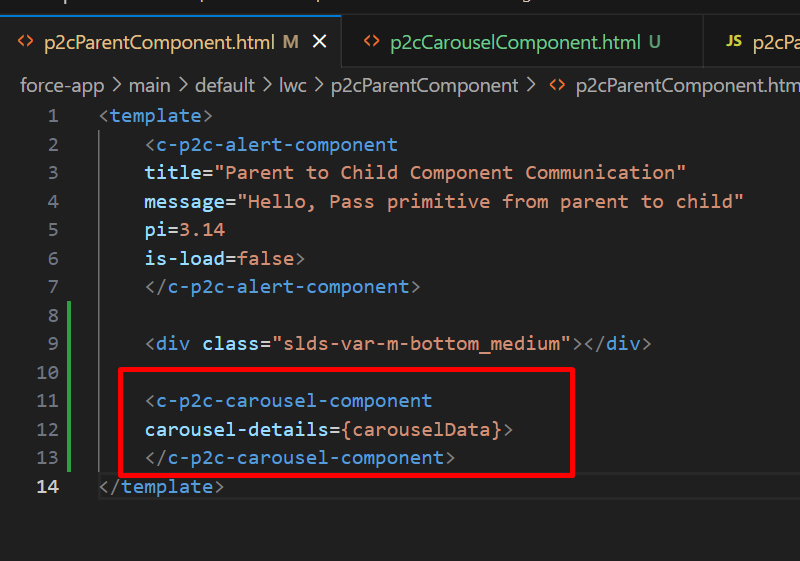 p2cParentComponent.html M
p2cCarouselComponent.html U
JS p2cPa
force-app > main > default > lwc > p2cParentComponent > p2cParentComponent.htm
1 <template>
2 <c-p2c-alert-component
3 title="Parent to Child Component Communication"
4 message="Hello, Pass primitive from parent to child"
5 pi=3.14
6 is-load=false>
7 </c-p2c-alert-component>
8
9 <div class="slds-var-m-bottom_medium"></div>
10
11 <c-p2c-carousel-component
12 carousel-details={carouselData}>
13 </c-p2c-carousel-component>
14 </template>